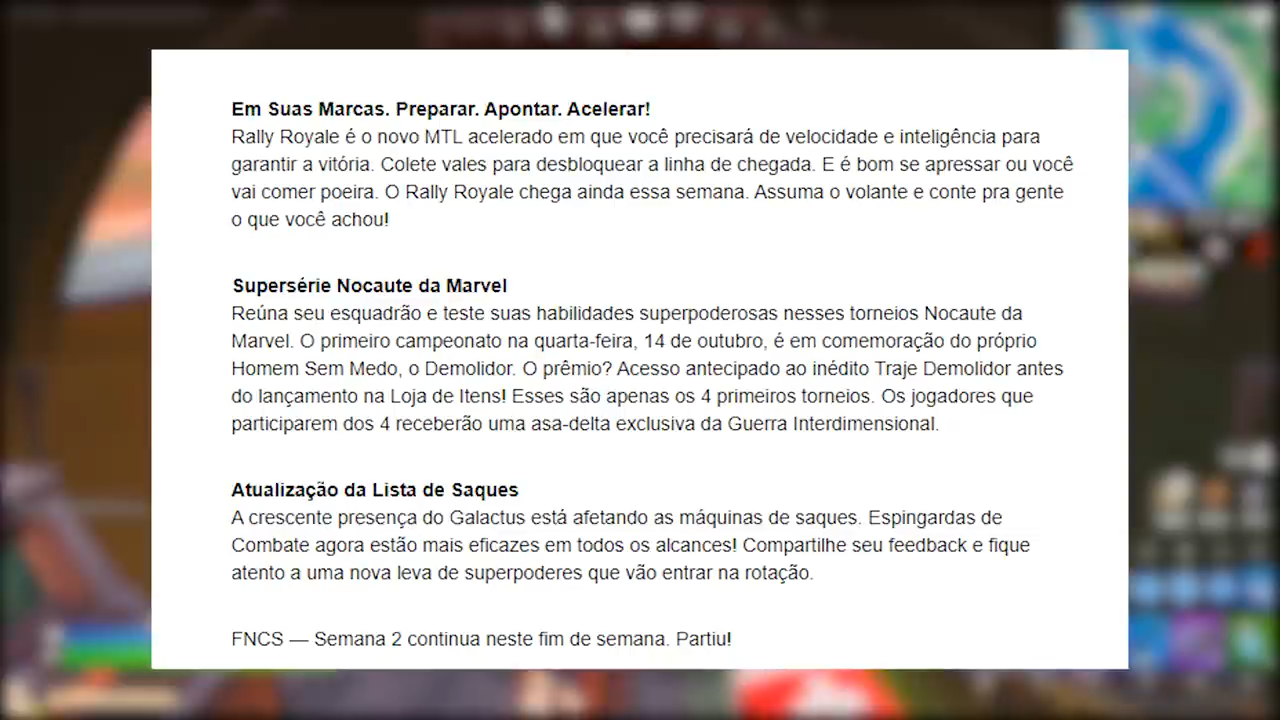 Em Suas Marcas. Preparar. Apontar. Acelerar!
Rally Royale é o novo MTL acelerado em que você precisará de velocidade e inteligência para
garantir a vitória. Colete vales para desbloquear a linha de chegada. E é bom se apressar ou você
vai comer poeira. O Rally Royale chega ainda essa semana. Assuma o volante e conte pra gente
o que você achou!
Supersérie Nocaute da Marvel
Reúna seu esquadrão e teste suas habilidades superpoderosas nesses torneios Nocaute da
Marvel. O primeiro campeonato na quarta-feira, 14 de outubro, é em comemoração do próprio
Homem Sem Medo, o Demolidor. O prêmio? Acesso antecipado ao inédito Traje Demolidor antes
do lançamento na Loja de Itens! Esses são apenas os 4 primeiros torneios. Os jogadores que
participarem dos 4 receberão uma asa-delta exclusiva da Guerra Interdimensional.
Atualização da Lista de Saques
A crescente presença do Galactus está afetando as máquinas de saques. Espingardas de
Combate agora estão mais eficazes em todos os alcances! Compartilhe seu feedback e fique
atento a uma nova leva de superpoderes que vão entrar na rotação.
FNCS — Semana 2 continua neste fim de semana. Partiu!